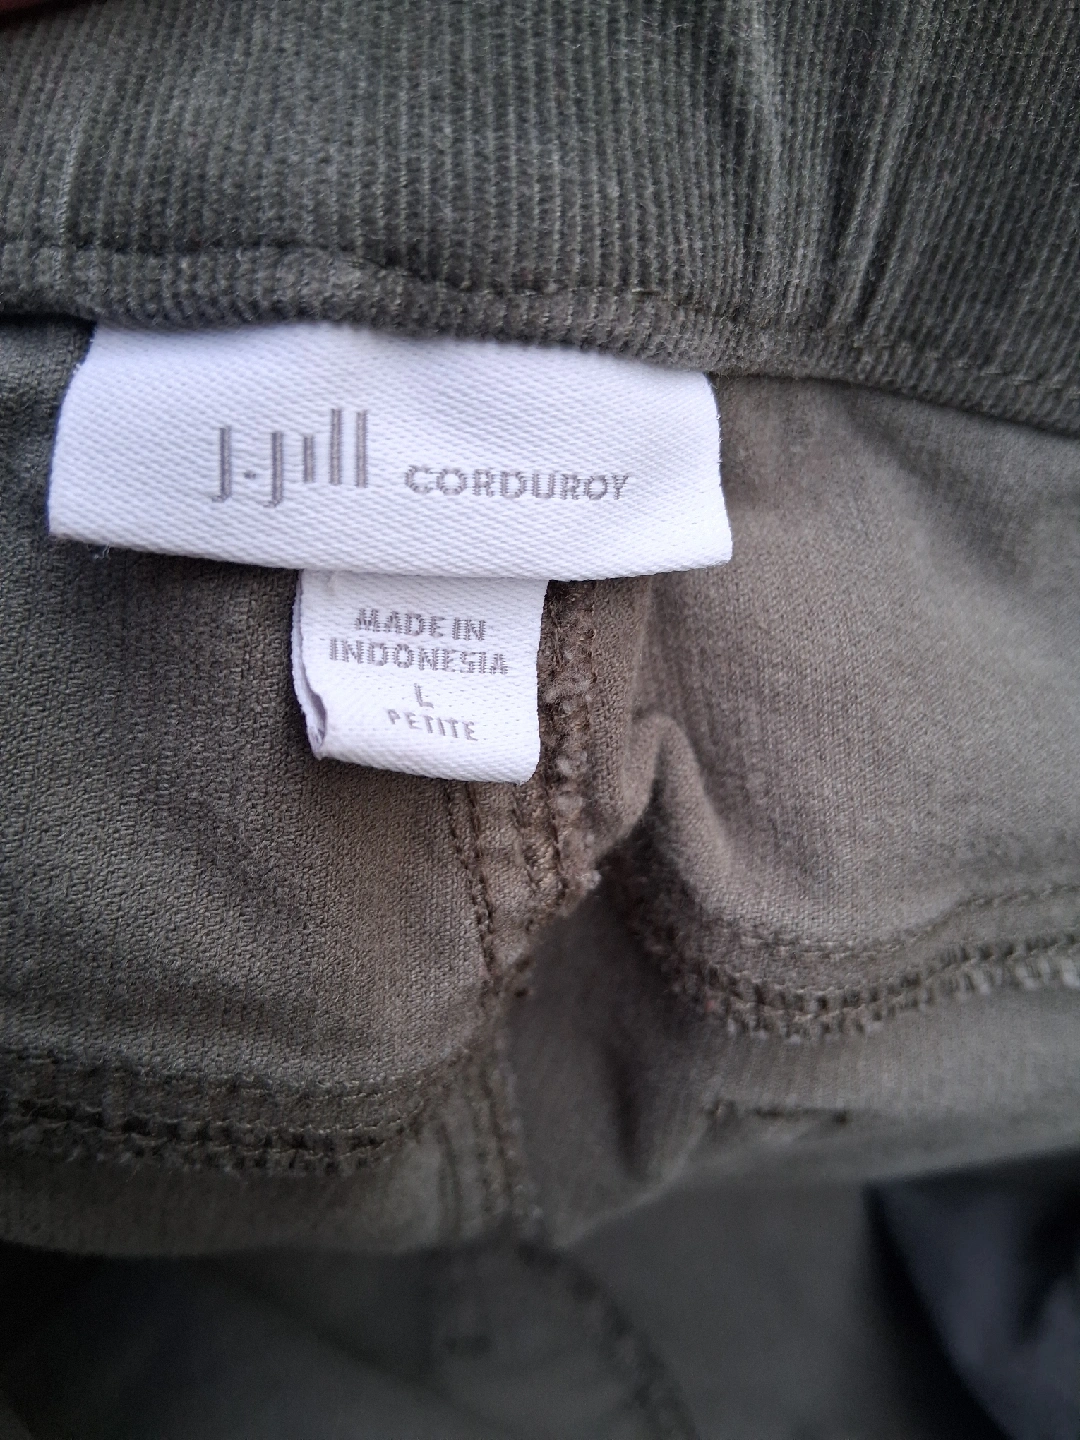 J.Jill CORDUROY
MADE IN
INDONESIA
L
PETITE